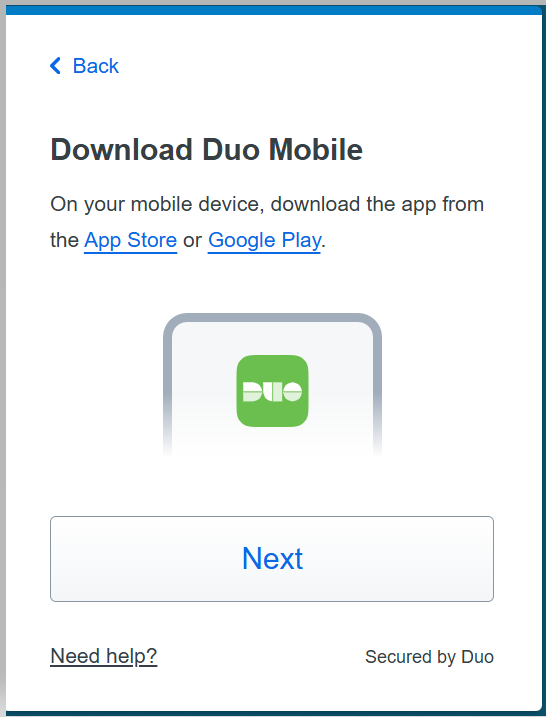 Back
Download Duo Mobile
On your mobile device, download the app from
the App Store or Google Play.
DUO
Next
Need help?
Secured by Duo